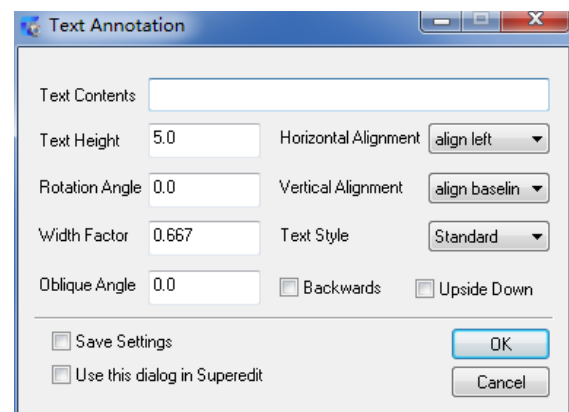 Text Annotation
Text Contents
Text Height 5.0 Horizontal Alignment align left
Rotation Angle 0.0 Vertical Alignment align baselin
Width Factor 0.667 Text Style Standard
Oblique Angle 0.0 Backwards Upside Down
Save Settings OK
Use this dialog in Superedit Cancel